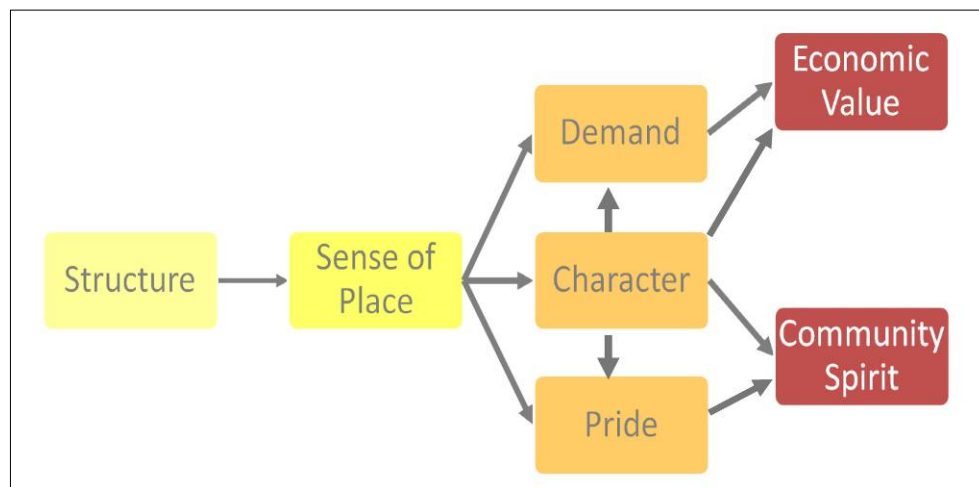 Structure
Sense of
Place
Demand
Character
Pride
Economic
Value
Community
Spirit